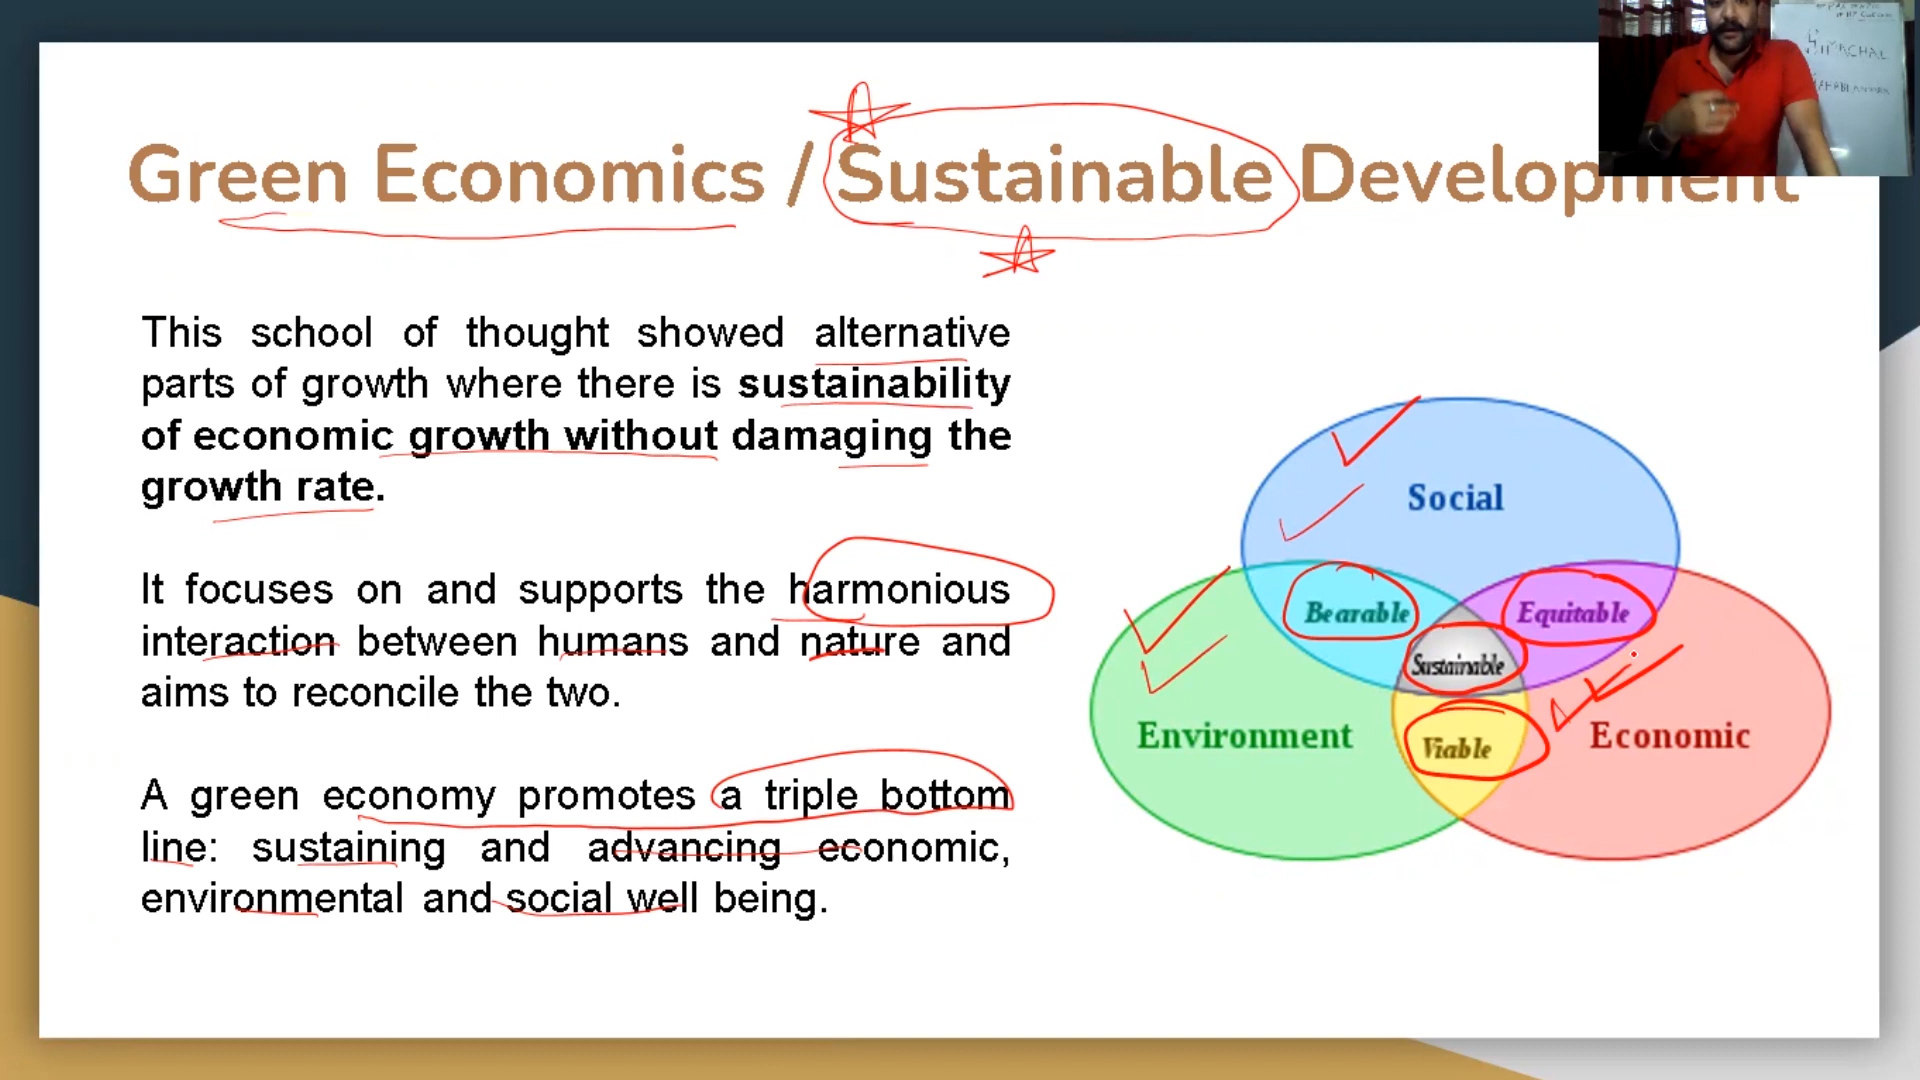 Green Economics / Sustainable Development
This school of thought showed alternative
parts of growth where there is sustainability
of economic growth without damaging the
growth rate.
It focuses on and supports the harmonious
interaction between humans and nature and
aims to reconcile the two.
A green economy promotes a triple bottom
line: sustaining and advancing economic,
environmental and social well being.
Social
Bearable
Equitable
Sustainable
Environment
Viable
Economic